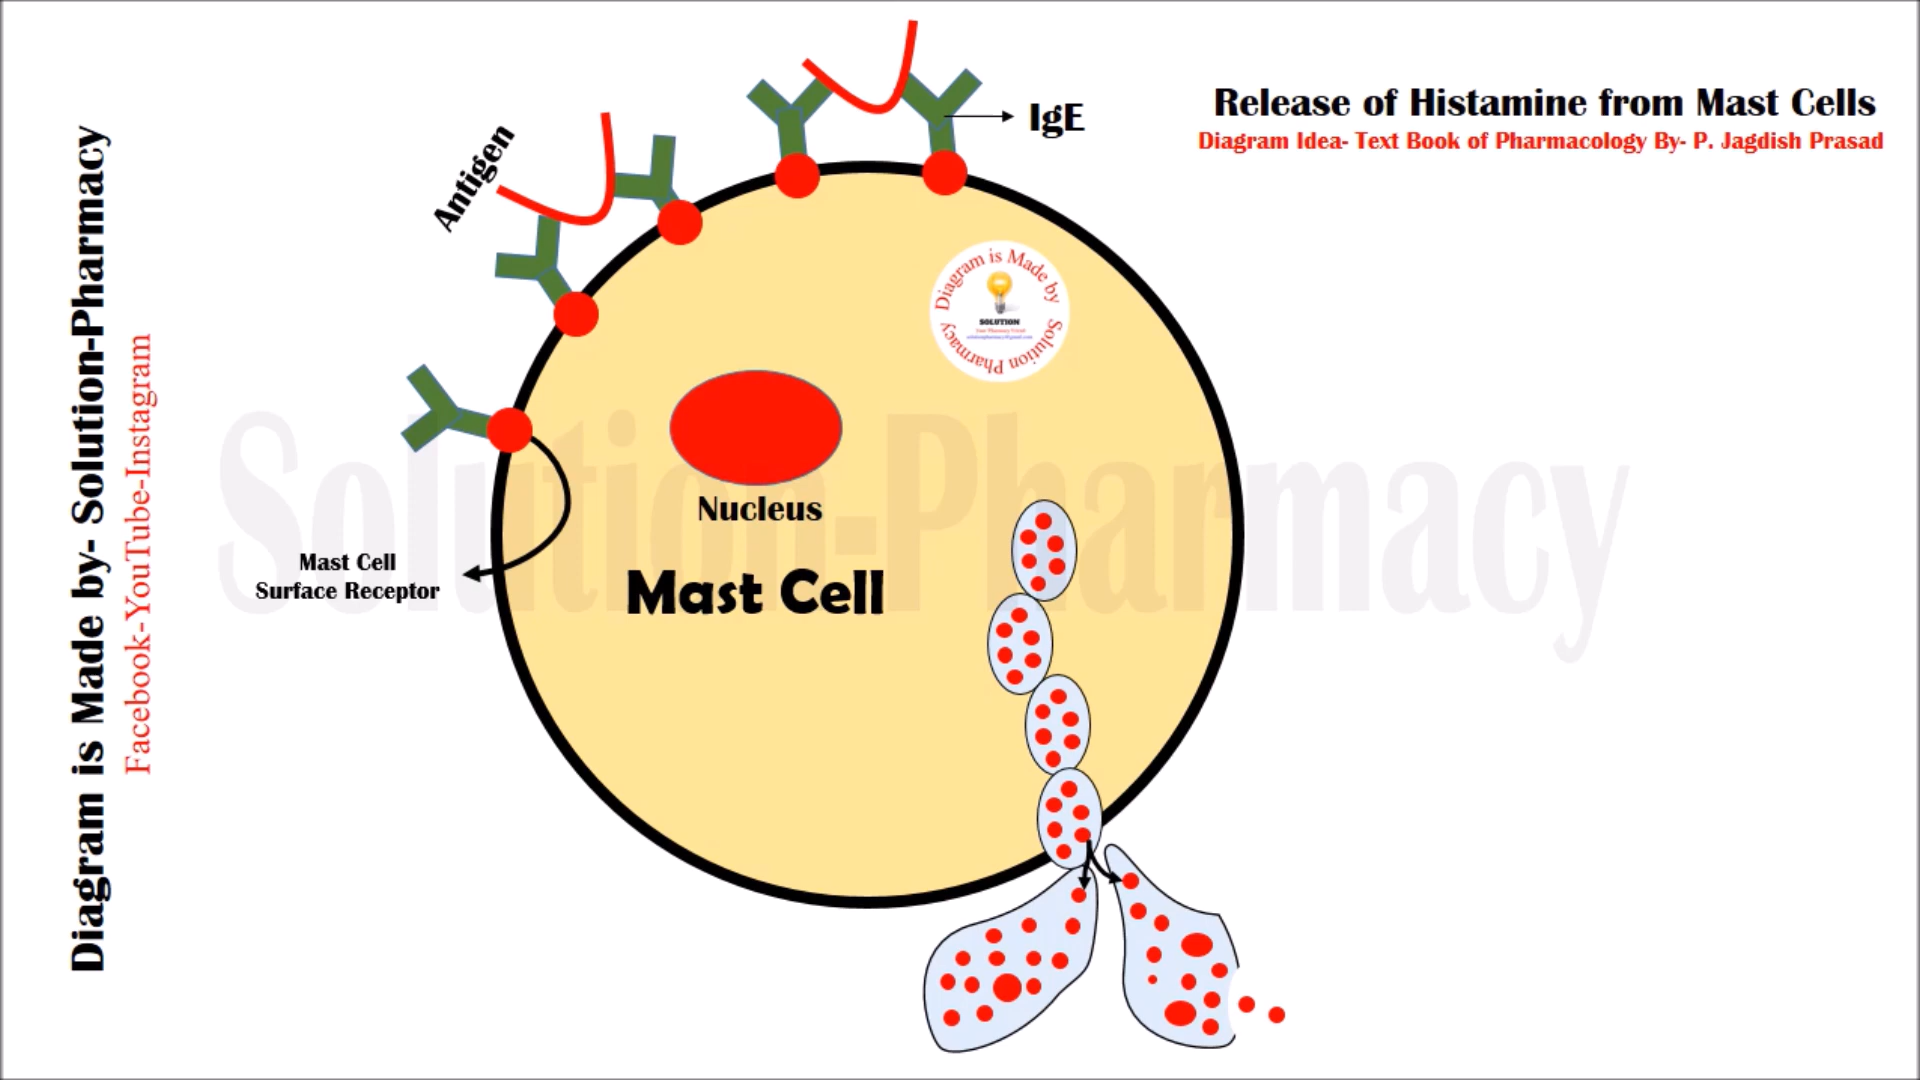 Release of Histamine from Mast Cells
Diagram Idea- Text Book of Pharmacology By- P. Jagdish Prasad
IgE
Antigen
Diagram is Made by- Solution-Pharmacy
Facebook-YouTube-Instagram
Diagram is Made by
SOLUTION
Solution Pharmacy
Nucleus
Solution-Pharmacy
Mast Cell
Surface Receptor
Mast Cell